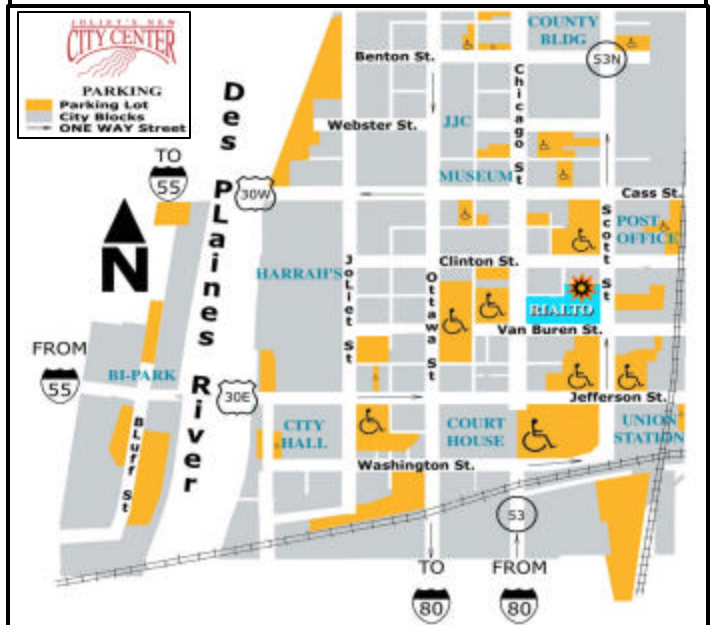 JOLIET'S NEW
CITY CENTER
PARKING
Parking Lot
City Blocks
ONE WAY Street
COUNTY
BLDG
53N
Benton St.
Chicago St
Des Plaines River
Webster St.
JJC
TO
55
30W
MUSEUM
Cass St.
N
Scott St
POST
OFFICE
Clinton St.
HARRAH'S
Joliet St
Ottawa St
RIALTO
Van Buren St.
FROM
55
BI-PARK
30E
Jefferson St.
Bluff St
CITY
HALL
COURT
HOUSE
UNION
STATION
Washington St.
53
TO
80
FROM
80